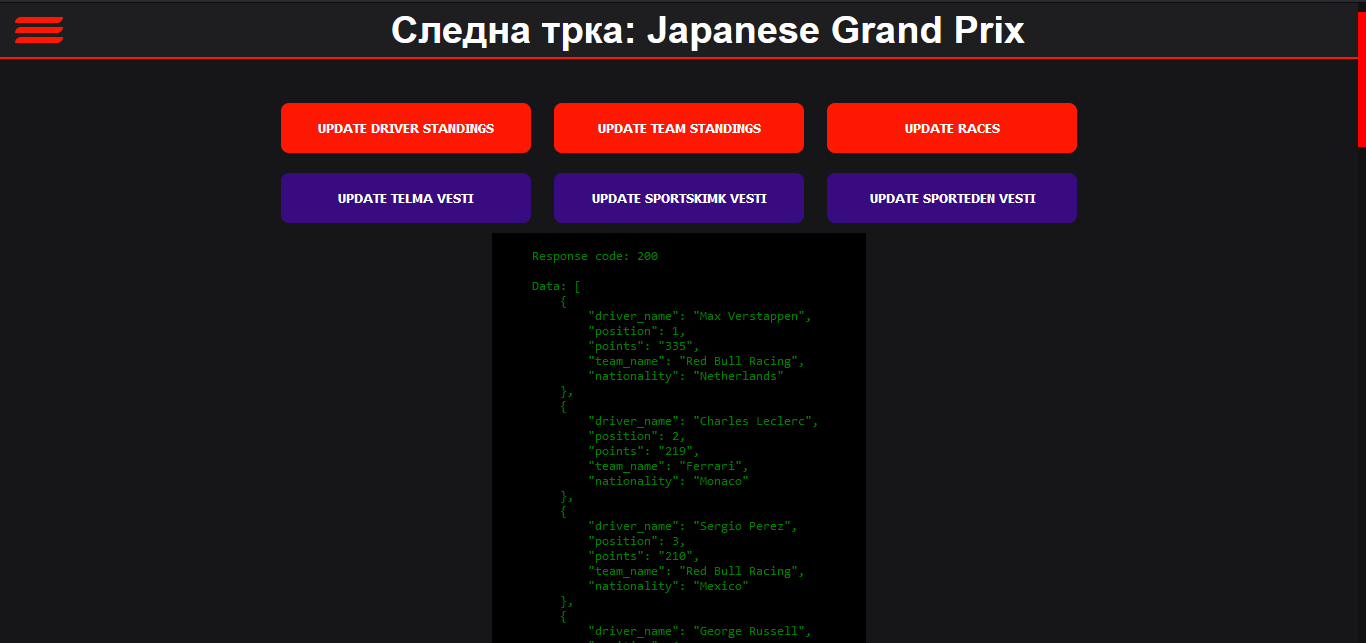 Следна трка: Japanese Grand Prix
UPDATE DRIVER STANDINGS
UPDATE TEAM STANDINGS
UPDATE RACES
UPDATE TELMA VESTI
UPDATE SPORTSKIMK VESTI
UPDATE SPORTEDEN VESTI
Response code: 200
Data: [
{
"driver_name": "Max Verstappen",
"position": 1,
"points": "335",
"team_name": "Red Bull Racing",
"nationality": "Netherlands"
},
{
"driver_name": "Charles Leclerc",
"position": 2,
"points": "219",
"team_name": "Ferrari",
"nationality": "Monaco"
},
{
"driver_name": "Sergio Perez",
"position": 3,
"points": "210",
"team_name": "Red Bull Racing",
"nationality": "Mexico"
},
{
"driver_name": "George Russell",